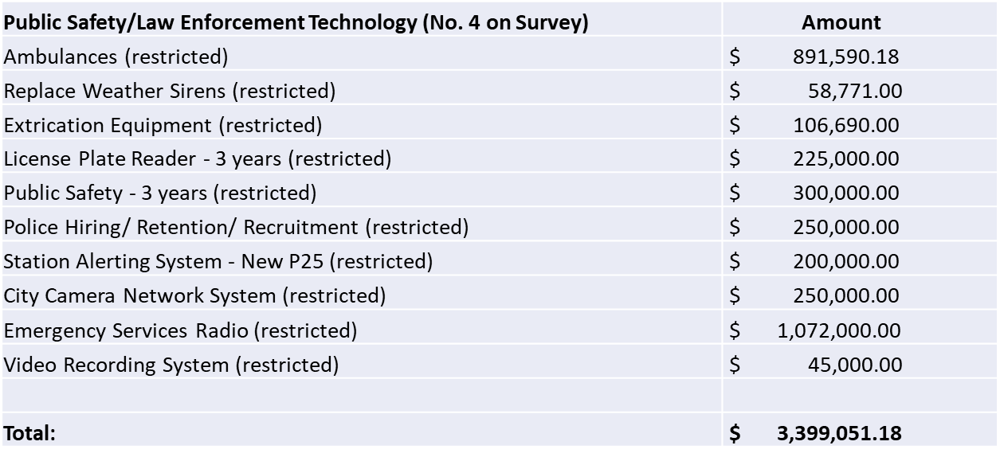 Public Safety/Law Enforcement Technology (No. 4 on Survey) Amount
Ambulances (restricted) $ 891,590.18
Replace Weather Sirens (restricted) $ 58,771.00
Extrication Equipment (restricted) $ 106,690.00
License Plate Reader - 3 years (restricted) $ 225,000.00
Public Safety - 3 years (restricted) $ 300,000.00
Police Hiring/ Retention/ Recruitment (restricted) $ 250,000.00
Station Alerting System - New P25 (restricted) $ 200,000.00
City Camera Network System (restricted) $ 250,000.00
Emergency Services Radio (restricted) $ 1,072,000.00
Video Recording System (restricted) $ 45,000.00
Total: $ 3,399,051.18